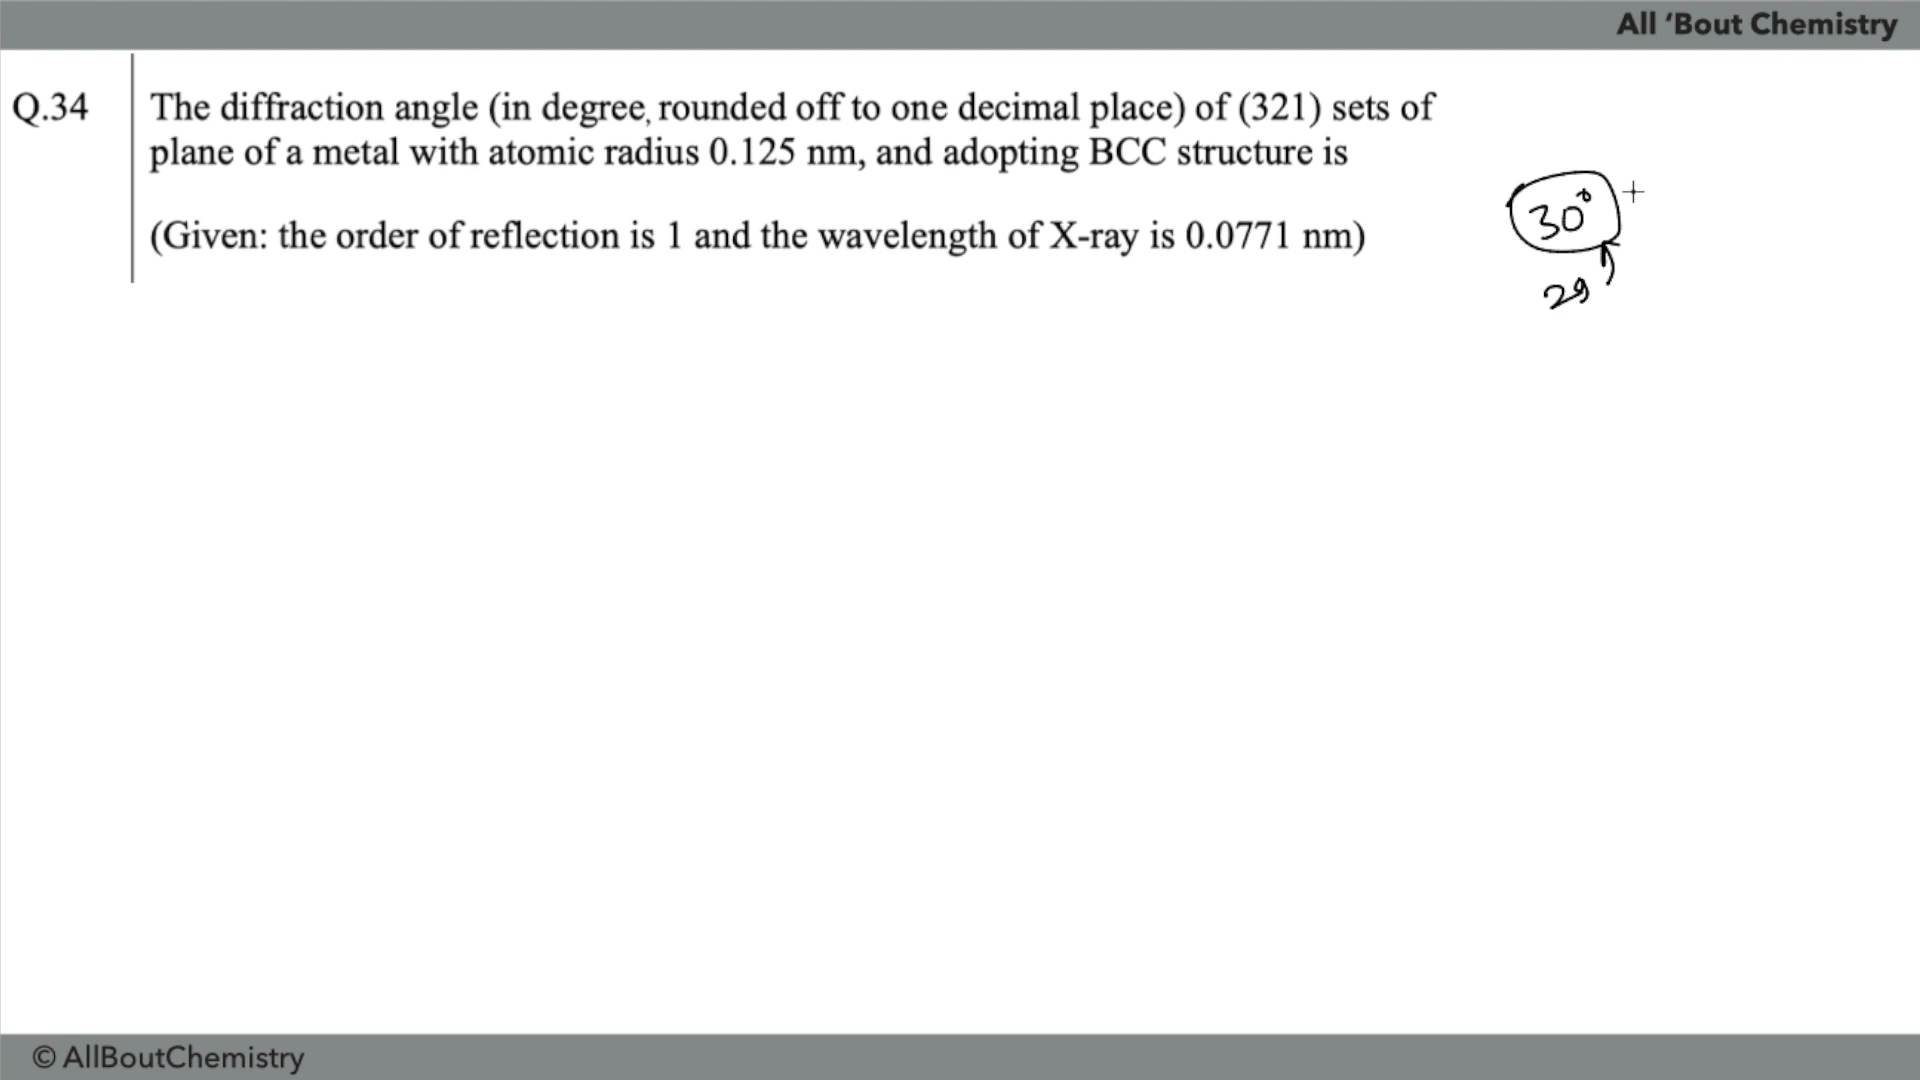 All ‘Bout Chemistry
Q.34
The diffraction angle (in degree, rounded off to one decimal place) of (321) sets of
plane of a metal with atomic radius 0.125 nm, and adopting BCC structure is
(Given: the order of reflection is 1 and the wavelength of X-ray is 0.0771 nm)
30°
29
© AllBoutChemistry